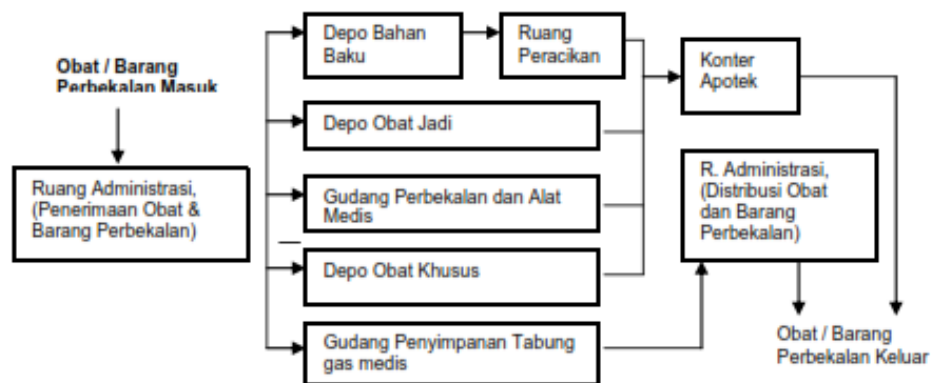 Obat / Barang
Perbekalan Masuk
Ruang Administrasi,
(Penerimaan Obat &
Barang Perbekalan)
Depo Bahan
Baku
Ruang
Peracikan
Depo Obat Jadi
Gudang Perbekalan dan Alat
Medis
Depo Obat Khusus
Gudang Penyimpanan Tabung
gas medis
Konter
Apotek
R. Administrasi,
(Distribusi Obat
dan Barang
Perbekalan)
Obat / Barang
Perbekalan Keluar